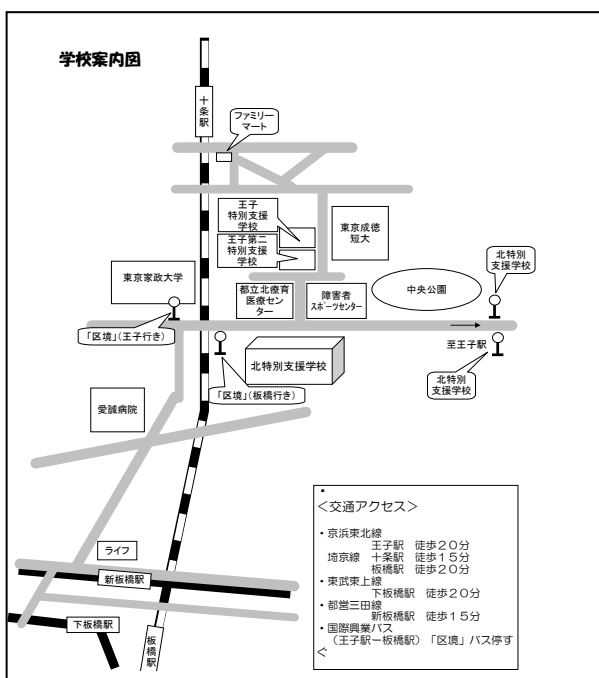 学校案内図
十条駅
ファミリー
マート
王子
特別支援
学校
王子第二
特別支援
学校
東京成徳
短大
東京家政大学
都立北療育
医療セン
ター
障害者
スポーツセンター
中央公園
北特別
支援学校
「区境」(王子行き)
北特別支援学校
至王子駅
北特別
支援学校
「区境」(板橋行き)
愛誠病院
ライフ
新板橋駅
下板橋駅
板橋駅
<交通アクセス>
・京浜東北線
王子駅 徒歩20分
埼京線 十条駅 徒歩15分
板橋駅 徒歩20分
・東武東上線
下板橋駅 徒歩20分
・都営三田線
新板橋駅 徒歩15分
・国際興業バス
(王子駅ー板橋駅)「区境」バス停す
ぐ